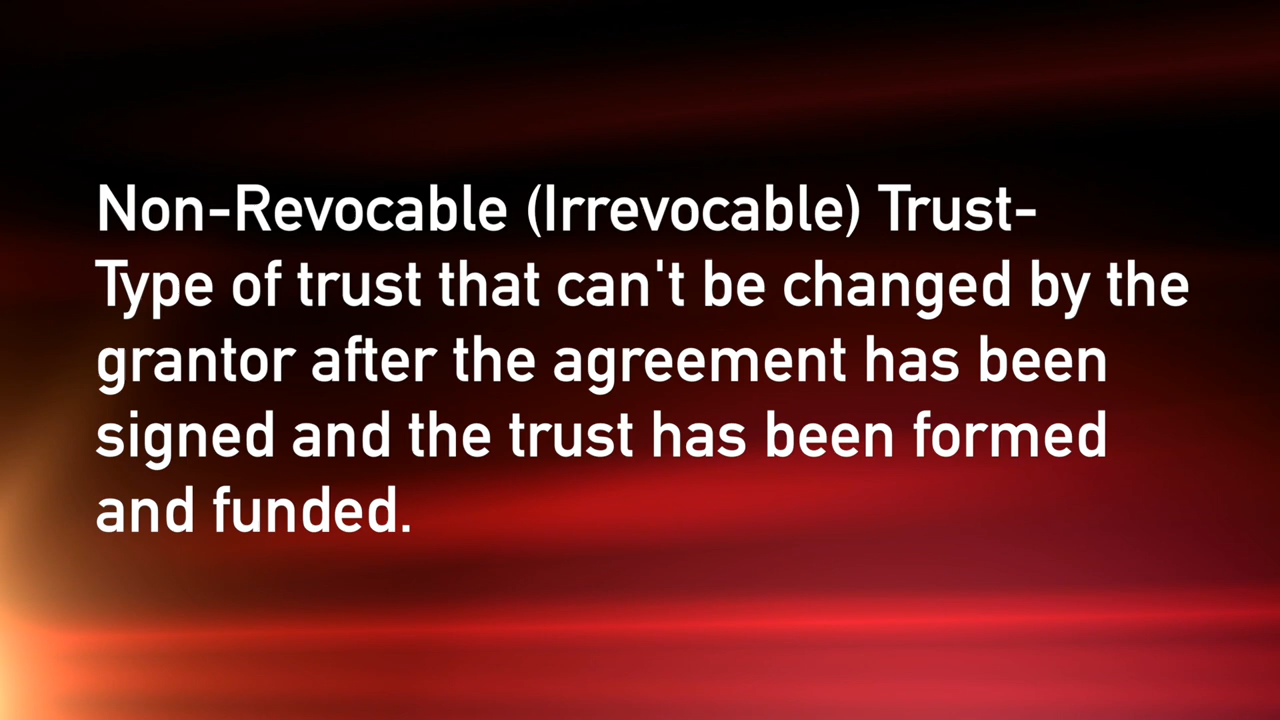 Non-Revocable (Irrevocable) Trust-
Type of trust that can't be changed by the
grantor after the agreement has been
signed and the trust has been formed
and funded.